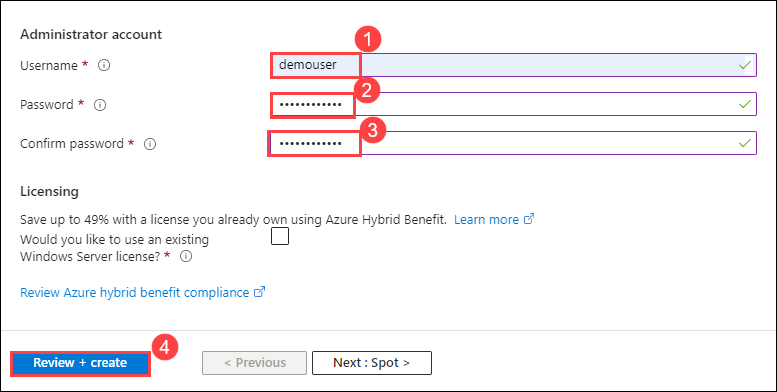 Administrator account
1
Username * ⓘ demouser
2
Password * ⓘ ••••••••••••
3
Confirm password * ⓘ ••••••••••••
Licensing
Save up to 49% with a license you already own using Azure Hybrid Benefit. Learn more
Would you like to use an existing
Windows Server license? * ⓘ
Review Azure hybrid benefit compliance
4
Review + create < Previous Next : Spot >